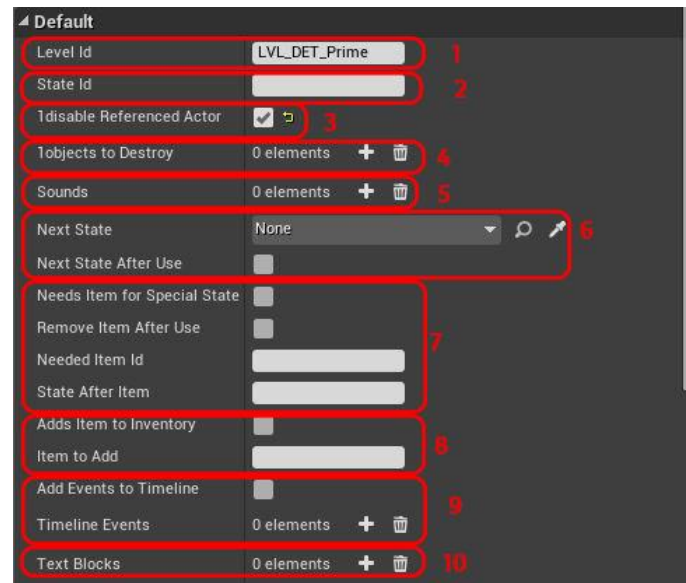 Default
Level Id LVL_DET_Prime 1
State Id 2
1disable Referenced Actor 3
1objects to Destroy 0 elements 4
Sounds 0 elements 5
Next State None 6
Next State After Use
Needs Item for Special State
Remove Item After Use 7
Needed Item Id
State After Item
Adds Item to Inventory 8
Item to Add
Add Events to Timeline 9
Timeline Events 0 elements
Text Blocks 0 elements 10